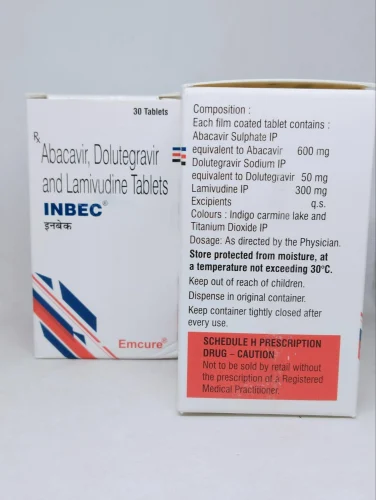 30 Tablets
Rx
Abacavir, Dolutegravir
and Lamivudine Tablets
INBEC®
इनबेक
Emcure®
Composition :
Each film coated tablet contains :
Abacavir Sulphate IP
equivalent to Abacavir 600 mg
Dolutegravir Sodium IP
equivalent to Dolutegravir 50 mg
Lamivudine IP 300 mg
Excipients q.s.
Colours : Indigo carmine lake and
Titanium Dioxide IP
Dosage: As directed by the Physician.
Store protected from moisture, at
a temperature not exceeding 30°C.
Keep out of reach of children.
Dispense in original container.
Keep container tightly closed after
every use.
SCHEDULE H PRESCRIPTION
DRUG – CAUTION
Not to be sold by retail without
the prescription of a Registered
Medical Practitioner.